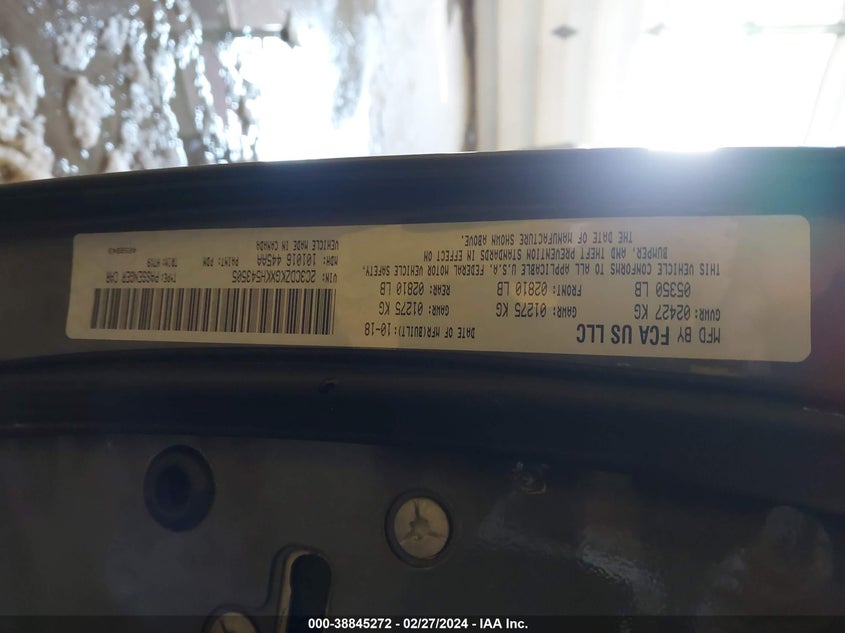 MFD BY FCA US LLC
DATE OF MFR(BUILT): 10-18
GVWR: 02427 KG
GAWR: 01275 KG
GAWR: 01275 KG
05350 LB
FRONT: 02810 LB
REAR: 02810 LB
THIS VEHICLE CONFORMS TO ALL APPLICABLE U.S.A. FEDERAL MOTOR VEHICLE SAFETY,
BUMPER, AND THEFT PREVENTION STANDARDS IN EFFECT ON
THE DATE OF MANUFACTURE SHOWN ABOVE.
TYPE: PASSENGER CAR
VIN: 2C3CDZKG9KH543585
MDH: 101016 445AA
PAINT: PDN
VEHICLE MADE IN CANADA
000-38845272 - 02/27/2024 - IAA Inc.